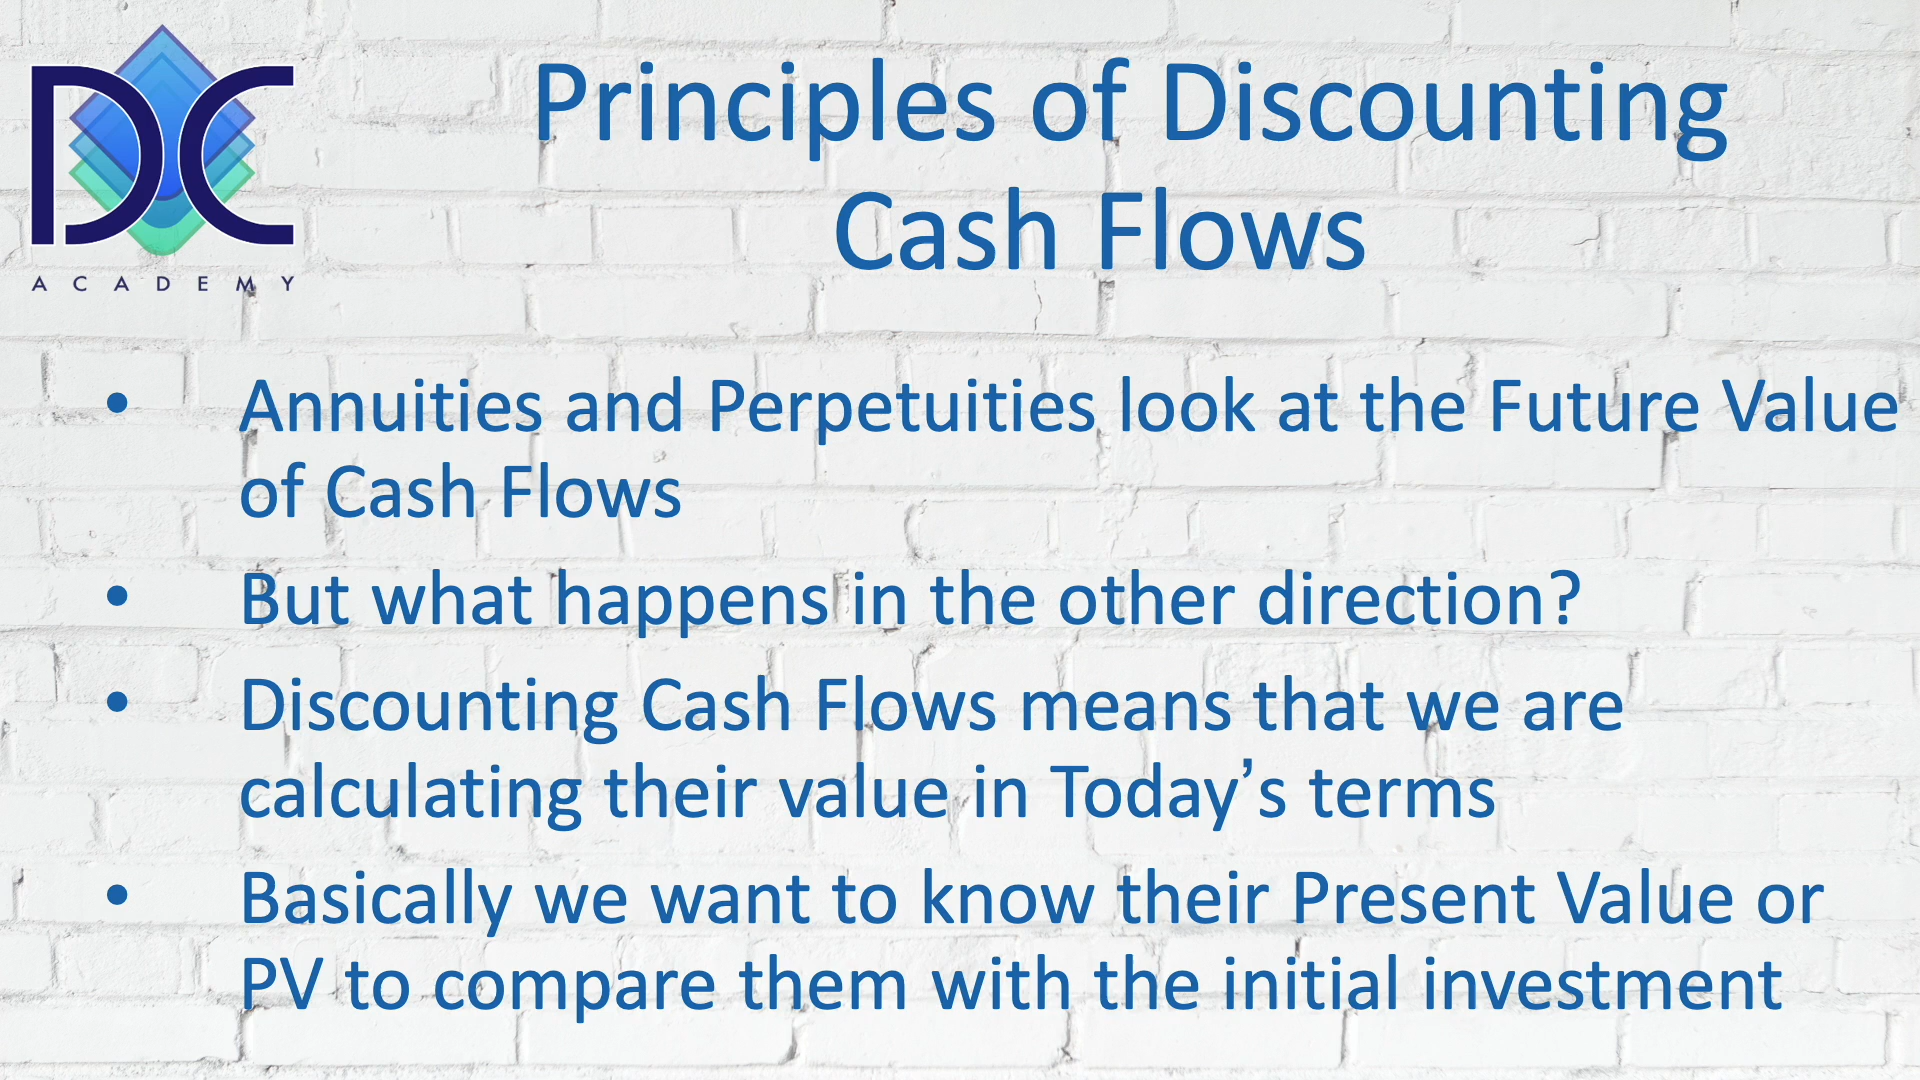 DC
ACADEMY
Principles of Discounting
Cash Flows
• Annuities and Perpetuities look at the Future Value
of Cash Flows
• But what happens in the other direction?
• Discounting Cash Flows means that we are
calculating their value in Today’s terms
• Basically we want to know their Present Value or
PV to compare them with the initial investment